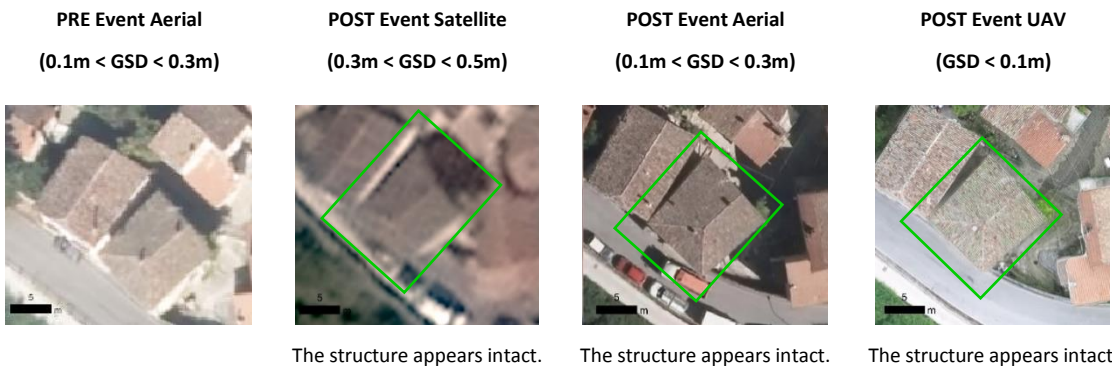 PRE Event Aerial
(0.1m < GSD < 0.3m)
POST Event Satellite
(0.3m < GSD < 0.5m)
POST Event Aerial
(0.1m < GSD < 0.3m)
POST Event UAV
(GSD < 0.1m)
5
m
5
m
5
m
5
m
The structure appears intact.
The structure appears intact.
The structure appears intact